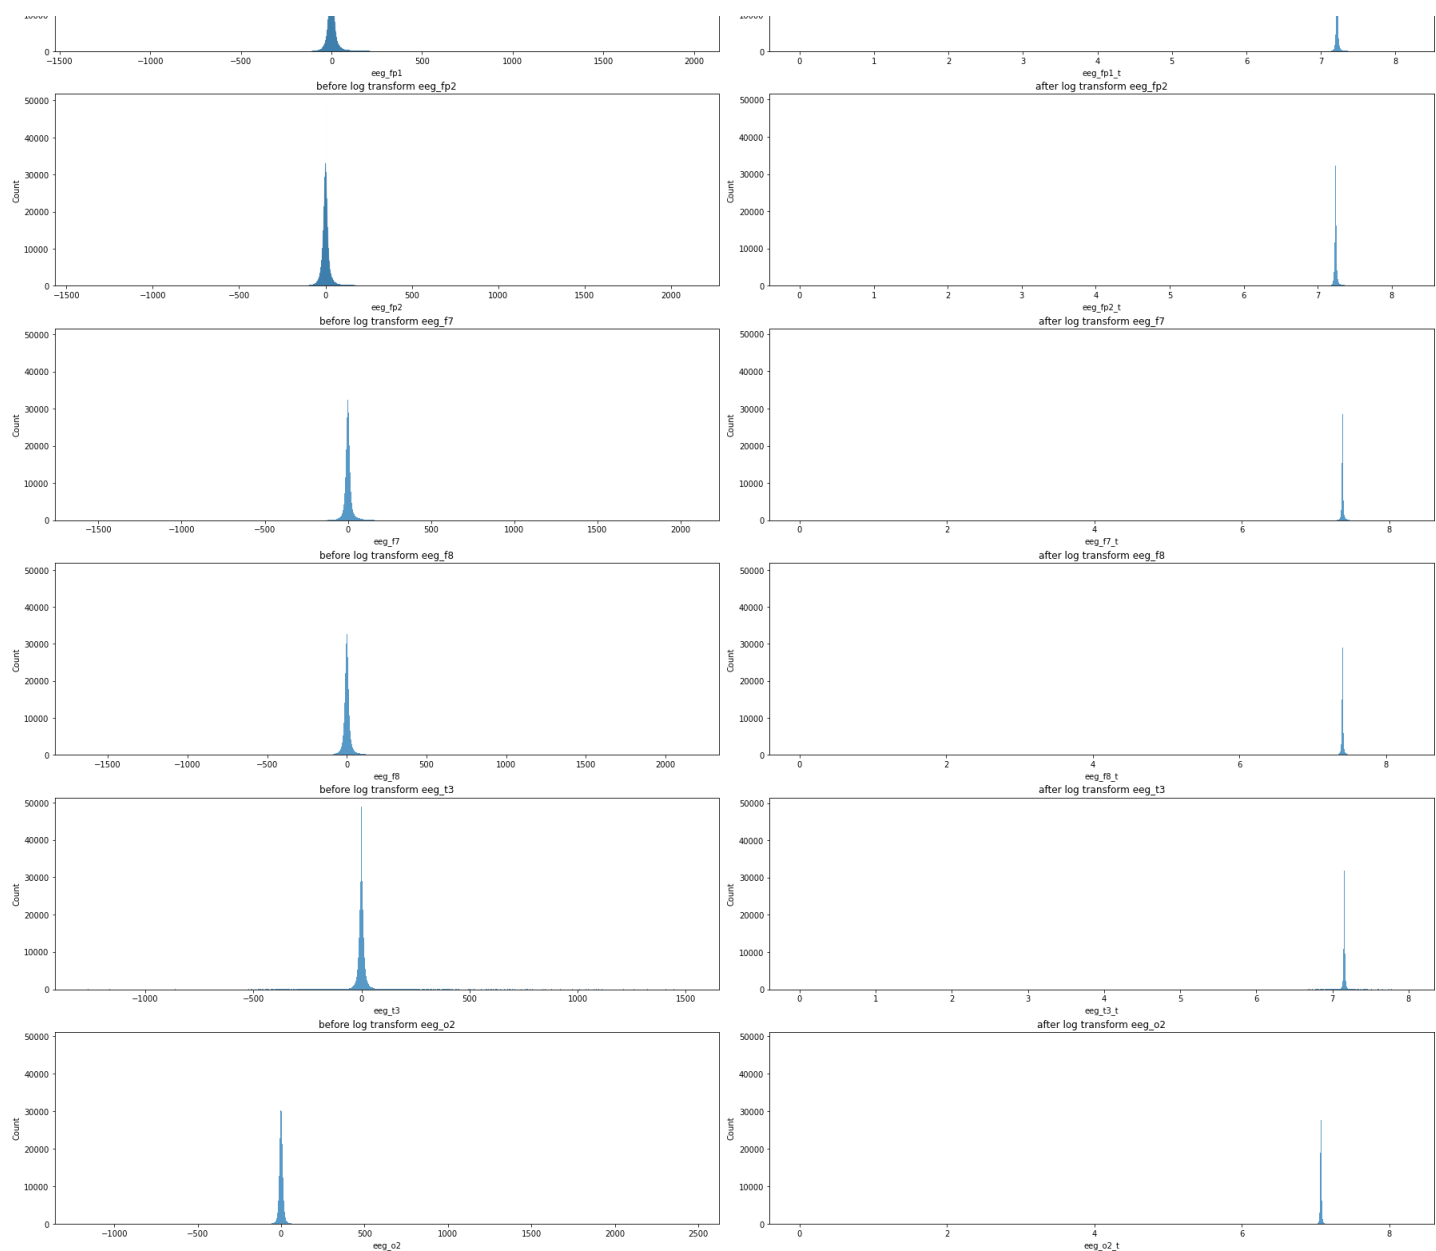 10000 10000
0 0
−1500 −1000 −500 0 500 1000 1500 2000 0 1 2 3 4 5 6 7 8
eeg_fp1 eeg_fp1_t
before log transform eeg_fp2 after log transform eeg_fp2
50000 50000
40000 40000
30000 30000
Count Count
20000 20000
10000 10000
0 0
−1500 −1000 −500 0 500 1000 1500 2000 0 1 2 3 4 5 6 7 8
eeg_fp2 eeg_fp2_t
before log transform eeg_f7 after log transform eeg_f7
50000 50000
40000 40000
30000 30000
Count Count
20000 20000
10000 10000
0 0
−1500 −1000 −500 0 500 1000 1500 2000 0 2 4 6 8
eeg_f7 eeg_f7_t
before log transform eeg_f8 after log transform eeg_f8
50000 50000
40000 40000
30000 30000
Count Count
20000 20000
10000 10000
0 0
−1500 −1000 −500 0 500 1000 1500 2000 0 2 4 6 8
eeg_f8 eeg_f8_t
before log transform eeg_t3 after log transform eeg_t3
50000 50000
40000 40000
30000 30000
Count Count
20000 20000
10000 10000
0 0
−1000 −500 0 500 1000 1500 0 1 2 3 4 5 6 7 8
eeg_t3 eeg_t3_t
before log transform eeg_o2 after log transform eeg_o2
50000 50000
40000 40000
30000 30000
Count Count
20000 20000
10000 10000
0 0
−1000 −500 0 500 1000 1500 2000 2500 0 2 4 6 8
eeg_o2 eeg_o2_t